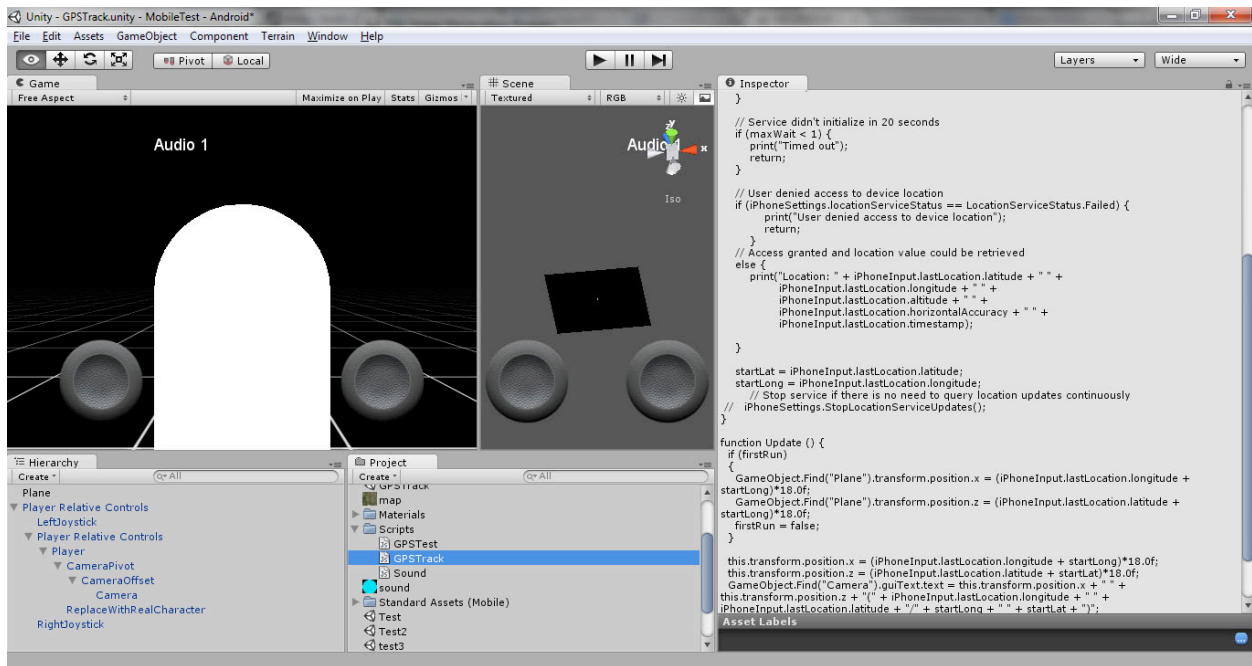 Unity - GPSTrack.unity - MobileTest - Android*
File Edit Assets GameObject Component Terrain Window Help
Pivot Local Layers Wide
Game
Free Aspect Maximize on Play Stats Gizmos
Audio 1
Scene
Textured RGB
Audio 1
y
x
Iso
Inspector
}
// Service didn't initialize in 20 seconds
if (maxWait < 1) {
print("Timed out");
return;
}
// User denied access to device location
if (iPhoneSettings.locationServiceStatus == LocationServiceStatus.Failed) {
print("User denied access to device location");
return;
}
// Access granted and location value could be retrieved
else {
print("Location: " + iPhoneInput.lastLocation.latitude + " " +
iPhoneInput.lastLocation.longitude + " " +
iPhoneInput.lastLocation.altitude + " " +
iPhoneInput.lastLocation.horizontalAccuracy + " " +
iPhoneInput.lastLocation.timestamp);
}
startLat = iPhoneInput.lastLocation.latitude;
startLong = iPhoneInput.lastLocation.longitude;
// Stop service if there is no need to query location updates continuously
// iPhoneSettings.StopLocationServiceUpdates();
}
function Update () {
if (firstRun)
{
GameObject.Find("Plane").transform.position.x = (iPhoneInput.lastLocation.longitude +
startLong)*18.0f;
GameObject.Find("Plane").transform.position.z = (iPhoneInput.lastLocation.latitude +
startLong)*18.0f;
firstRun = false;
}
this.transform.position.x = (iPhoneInput.lastLocation.longitude + startLong)*18.0f;
this.transform.position.z = (iPhoneInput.lastLocation.latitude + startLat)*18.0f;
GameObject.Find("Camera").guiText.text = this.transform.position.x + " " +
this.transform.position.z + "(" + iPhoneInput.lastLocation.longitude + " " +
iPhoneInput.lastLocation.latitude + "/" + startLong + " " + startLat + ")";
Asset Labels
Hierarchy
Create All
Plane
Player Relative Controls
LeftJoystick
Player Relative Controls
Player
CameraPivot
CameraOffset
Camera
ReplaceWithRealCharacter
RightJoystick
Project
Create All
GPSTrack
map
Materials
Scripts
GPSTest
GPSTrack
Sound
sound
Standard Assets (Mobile)
Test
Test2
test3